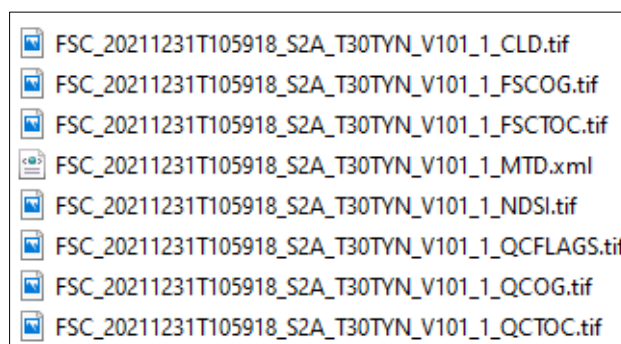 FSC_20211231T105918_S2A_T30TYN_V101_1_CLD.tif
FSC_20211231T105918_S2A_T30TYN_V101_1_FSCOG.tif
FSC_20211231T105918_S2A_T30TYN_V101_1_FSCTOC.tif
FSC_20211231T105918_S2A_T30TYN_V101_1_MTD.xml
FSC_20211231T105918_S2A_T30TYN_V101_1_NDSI.tif
FSC_20211231T105918_S2A_T30TYN_V101_1_QCFLAGS.tif
FSC_20211231T105918_S2A_T30TYN_V101_1_QCOG.tif
FSC_20211231T105918_S2A_T30TYN_V101_1_QCTOC.tif